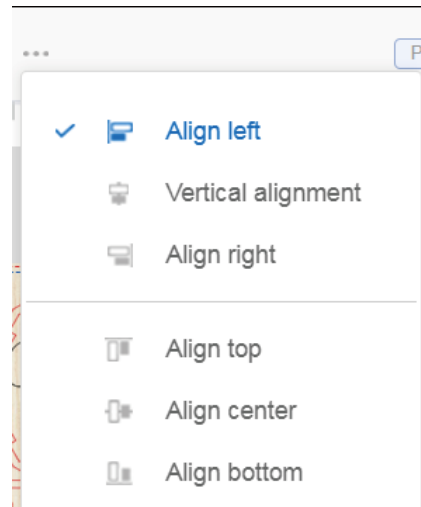 P
Align left
Vertical alignment
Align right
Align top
Align center
Align bottom